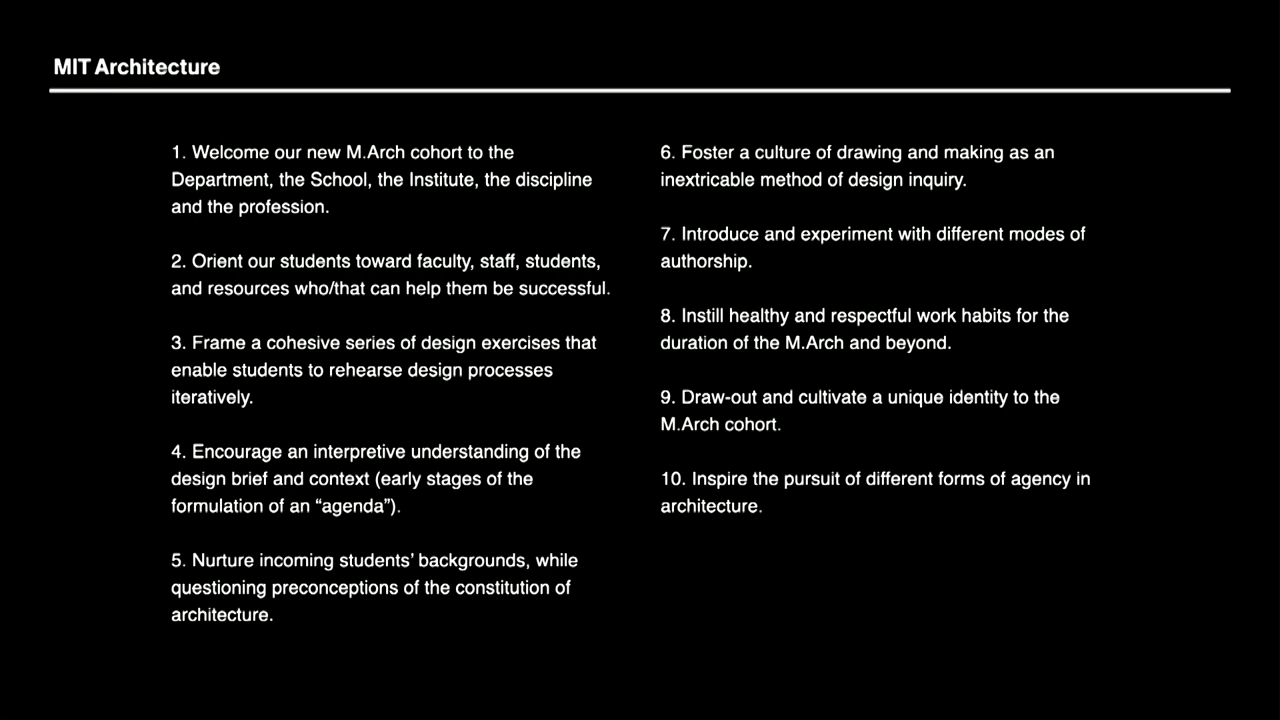 MIT Architecture
1. Welcome our new M.Arch cohort to the
Department, the School, the Institute, the discipline
and the profession.
2. Orient our students toward faculty, staff, students,
and resources who/that can help them be successful.
3. Frame a cohesive series of design exercises that
enable students to rehearse design processes
iteratively.
4. Encourage an interpretive understanding of the
design brief and context (early stages of the
formulation of an “agenda”).
5. Nurture incoming students’ backgrounds, while
questioning preconceptions of the constitution of
architecture.
6. Foster a culture of drawing and making as an
inextricable method of design inquiry.
7. Introduce and experiment with different modes of
authorship.
8. Instill healthy and respectful work habits for the
duration of the M.Arch and beyond.
9. Draw-out and cultivate a unique identity to the
M.Arch cohort.
10. Inspire the pursuit of different forms of agency in
architecture.